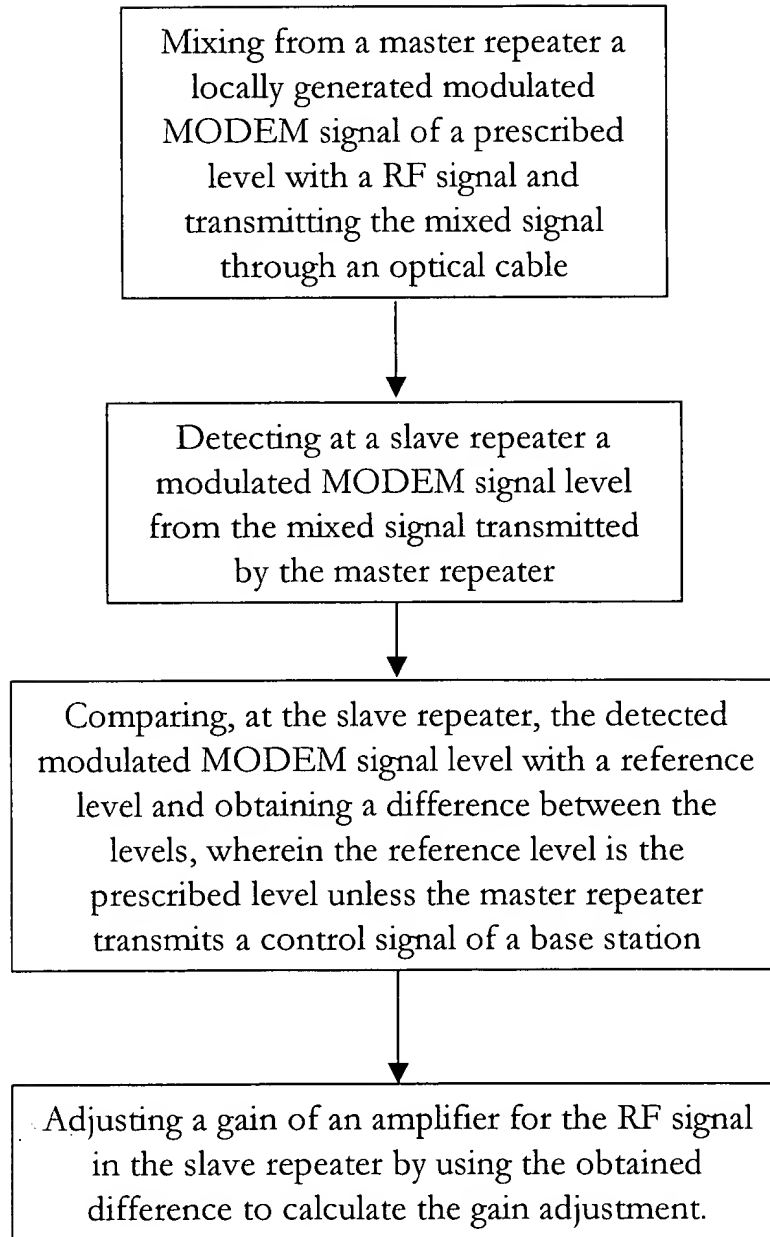 Mixing from a master repeater a
locally generated modulated
MODEM signal of a prescribed
level with a RF signal and
transmitting the mixed signal
through an optical cable
Detecting at a slave repeater a
modulated MODEM signal level
from the mixed signal transmitted
by the master repeater
Comparing, at the slave repeater, the detected
modulated MODEM signal level with a reference
level and obtaining a difference between the
levels, wherein the reference level is the
prescribed level unless the master repeater
transmits a control signal of a base station
Adjusting a gain of an amplifier for the RF signal
in the slave repeater by using the obtained
difference to calculate the gain adjustment.